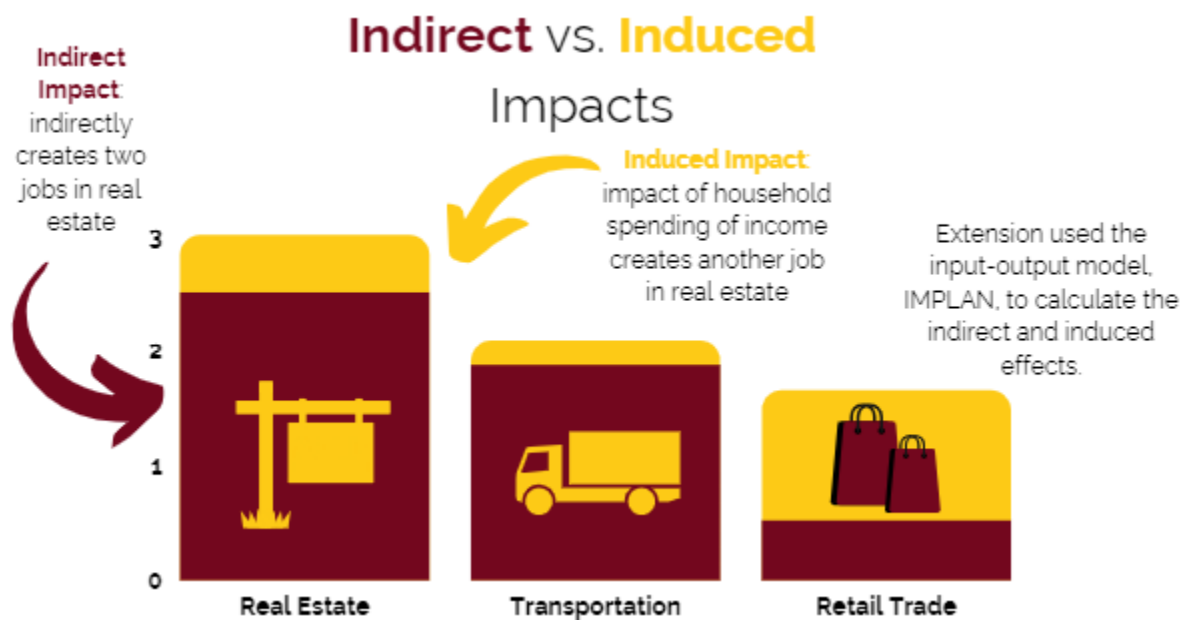 Indirect vs. Induced
Impacts
Indirect
Impact:
indirectly
creates two
jobs in real
estate
Induced Impact:
impact of household
spending of income
creates another job
in real estate
Extension used the
input-output model,
IMPLAN, to calculate the
indirect and induced
effects.
3
2
1
0
Real Estate
Transportation
Retail Trade